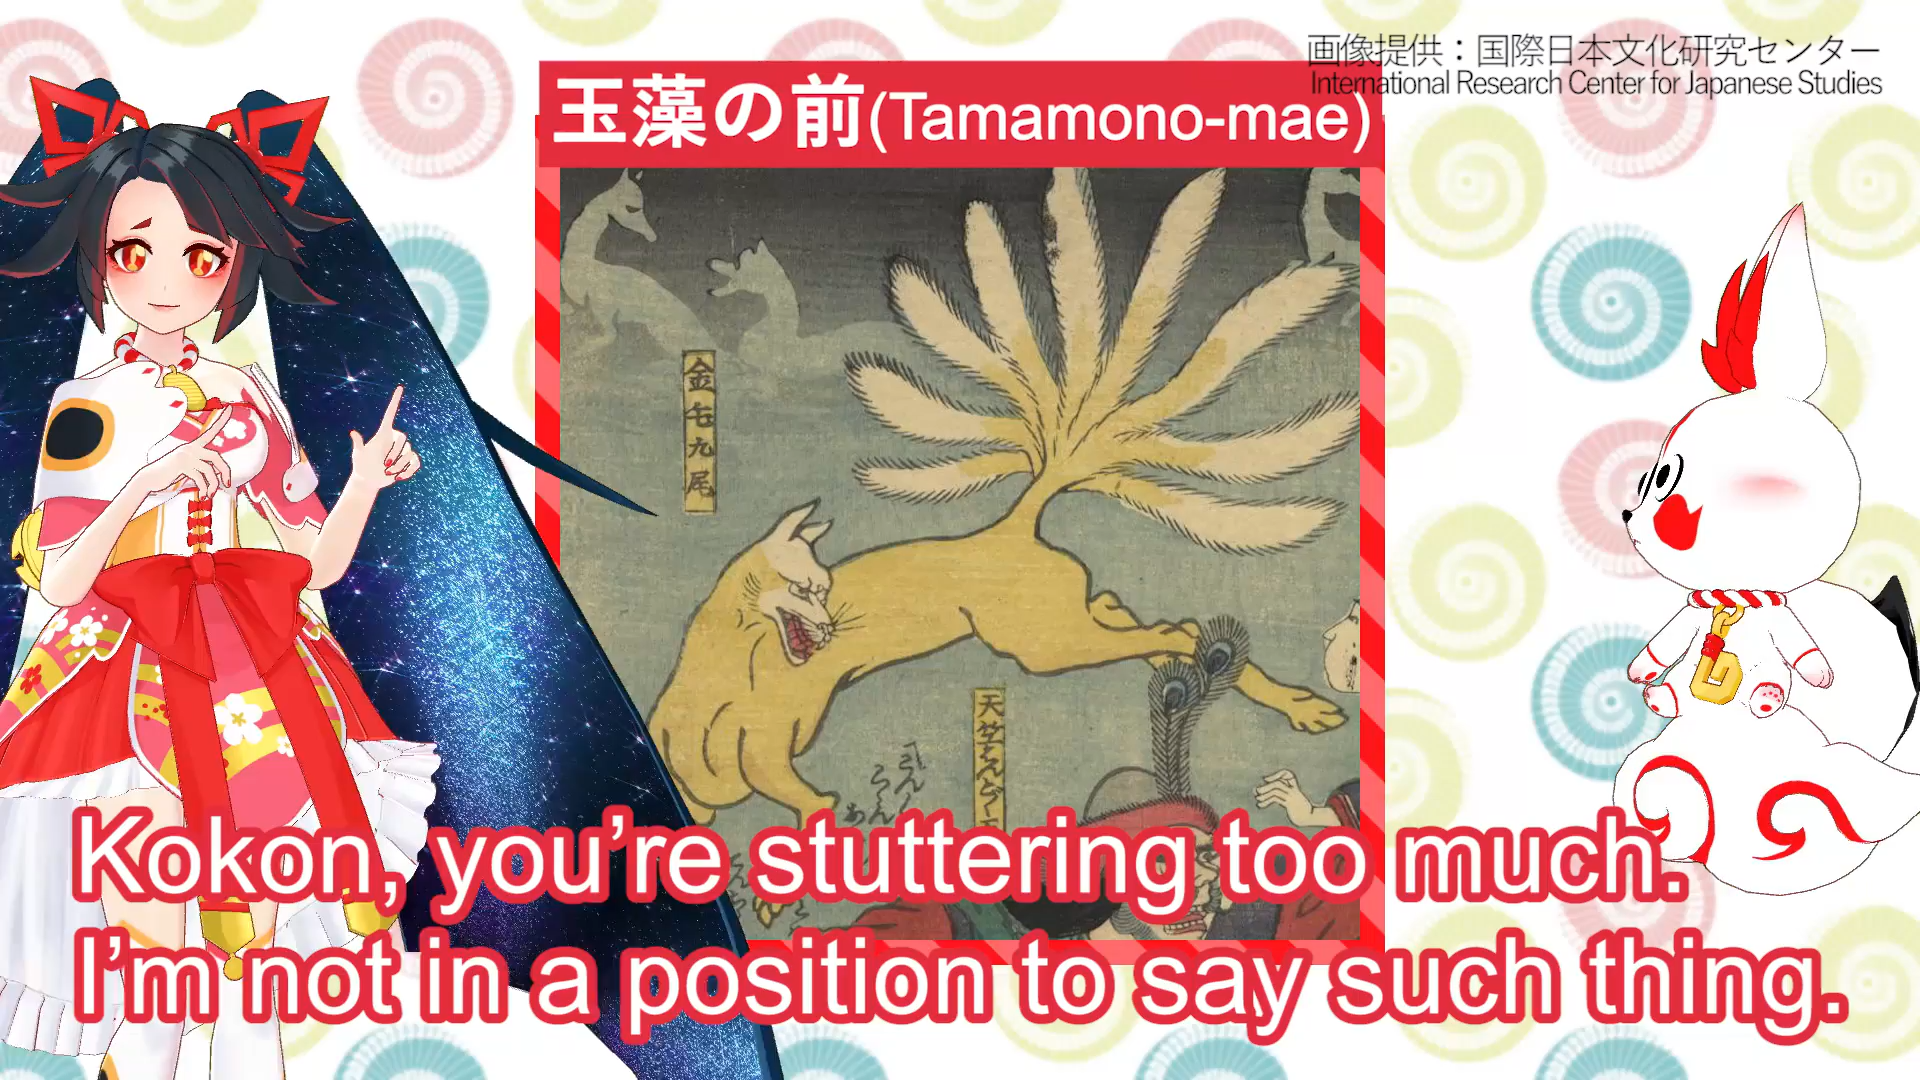 画像提供：国際日本文化研究センター
International Research Center for Japanese Studies
玉藻の前(Tamamono-mae)
金毛九尾
Kokon, you're stuttering too much.
I'm not in a position to say such thing.